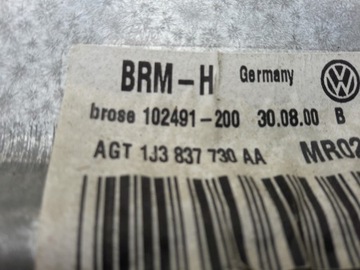 BRM-H Germany
brose 102491-200 30.08.00 B
AGT 1J3 837 730 AA MR02